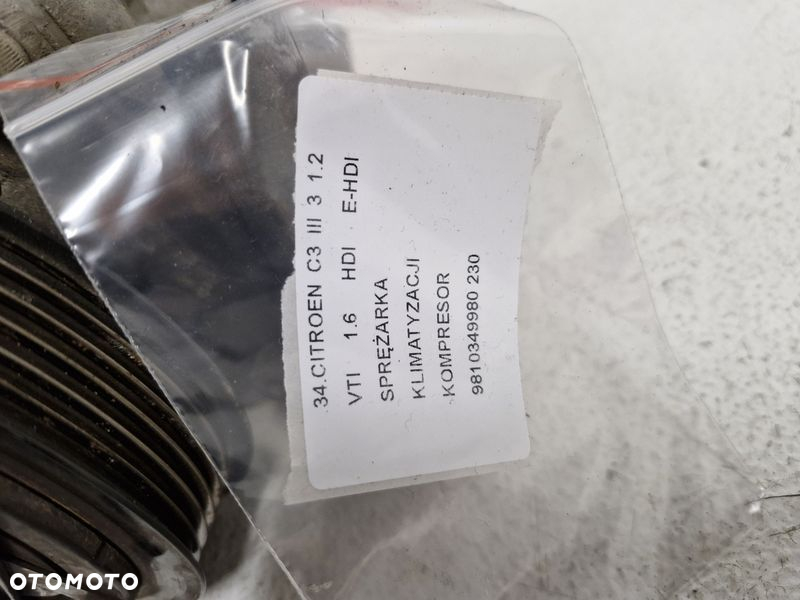 34.CITROEN C3 III 3 1.2
VTI 1.6 HDI E-HDI
SPRĘŻARKA
KLIMATYZACJI
KOMPRESOR
9810349980 230
OTOMOTO